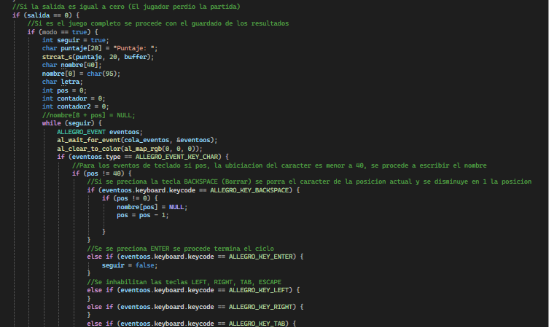 //Si la salida es igual a cero (El jugador perdio la partida)
if (salida == 0) {
//Si es el juego completo se procede con el guardado de los resultados
if (modo == true) {
int seguir = true;
char puntaje[20] = "Puntaje: ";
strcat_s(puntaje, 20, buffer);
char nombre[40];
nombre[0] = char(95);
char letra;
int pos = 0;
int contador = 0;
int contador2 = 0;
//nombre[0 + pos] = NULL;
while (seguir) {
ALLEGRO_EVENT eventoos;
al_wait_for_event(cola_eventos, &eventoos);
al_clear_to_color(al_map_rgb(0, 0, 0));
if (eventoos.type == ALLEGRO_EVENT_KEY_CHAR) {
//Para los eventos de teclado si pos, la ubiciacion del caracter es menor a 40, se procede a escribir el nombre
if (pos != 40) {
//Si se preciona la tecla BACKSPACE (Borrar) se borra el caracter de la posicion actual y se disminuye en 1 la posicion
if (eventoos.keyboard.keycode == ALLEGRO_KEY_BACKSPACE) {
if (pos != 0) {
nombre[pos] = NULL;
pos = pos - 1;
}
}
//Se se preciona ENTER se procede termina el ciclo
else if (eventoos.keyboard.keycode == ALLEGRO_KEY_ENTER) {
seguir = false;
}
//Se inhabilitan las teclas LEFT, RIGHT, TAB, ESCAPE
else if (eventoos.keyboard.keycode == ALLEGRO_KEY_LEFT) {
}
else if (eventoos.keyboard.keycode == ALLEGRO_KEY_RIGHT) {
}
else if (eventoos.keyboard.keycode == ALLEGRO_KEY_TAB) {